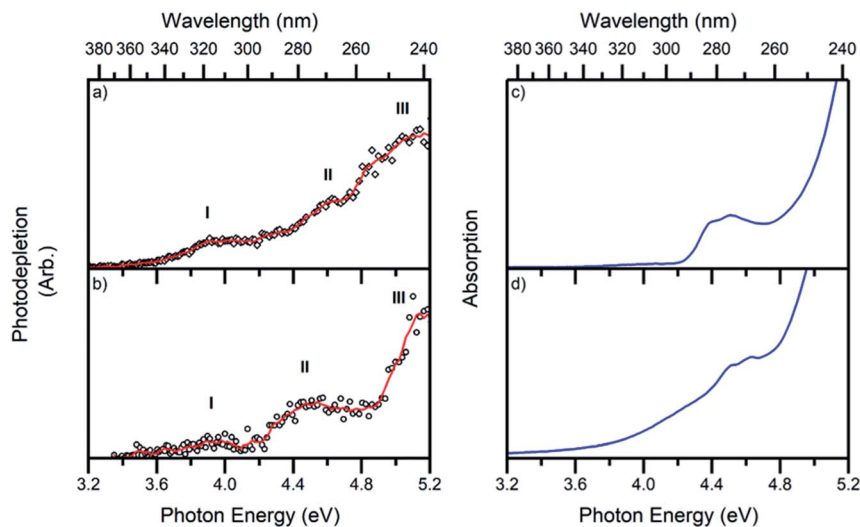 Wavelength (nm)
380 360 340 320 300 280 260 240
a)
I
II
III
b)
I
II
III
3.2 3.6 4.0 4.4 4.8 5.2
Photon Energy (eV)
Photodepletion
(Arb.)
Wavelength (nm)
380 360 340 320 300 280 260 240
c)
d)
3.2 3.6 4.0 4.4 4.8 5.2
Photon Energy (eV)
Absorption